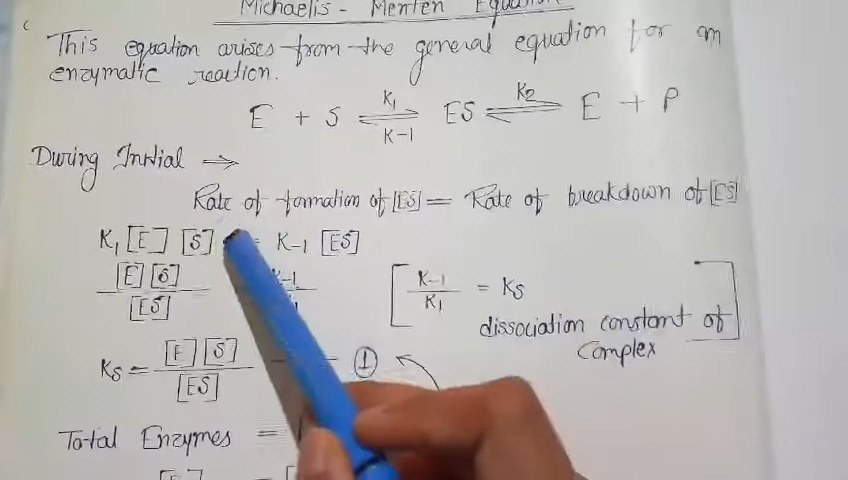 Michaelis - Menten Equation
This equation arises from the general equation for an
enzymatic reaction.
E + S ⇌ ES ⇌ E + P
K1 K2
K-1
During Initial →
Rate of formation of [ES] = Rate of breakdown of [ES]
K1 [E] [S] = K-1 [ES]
[E] [S] / [ES] K-1
[K-1 / K1 = Ks
dissociation constant of
Complex]
Ks = [E] [S] / [ES] — ①
Total Enzymes =
[E]